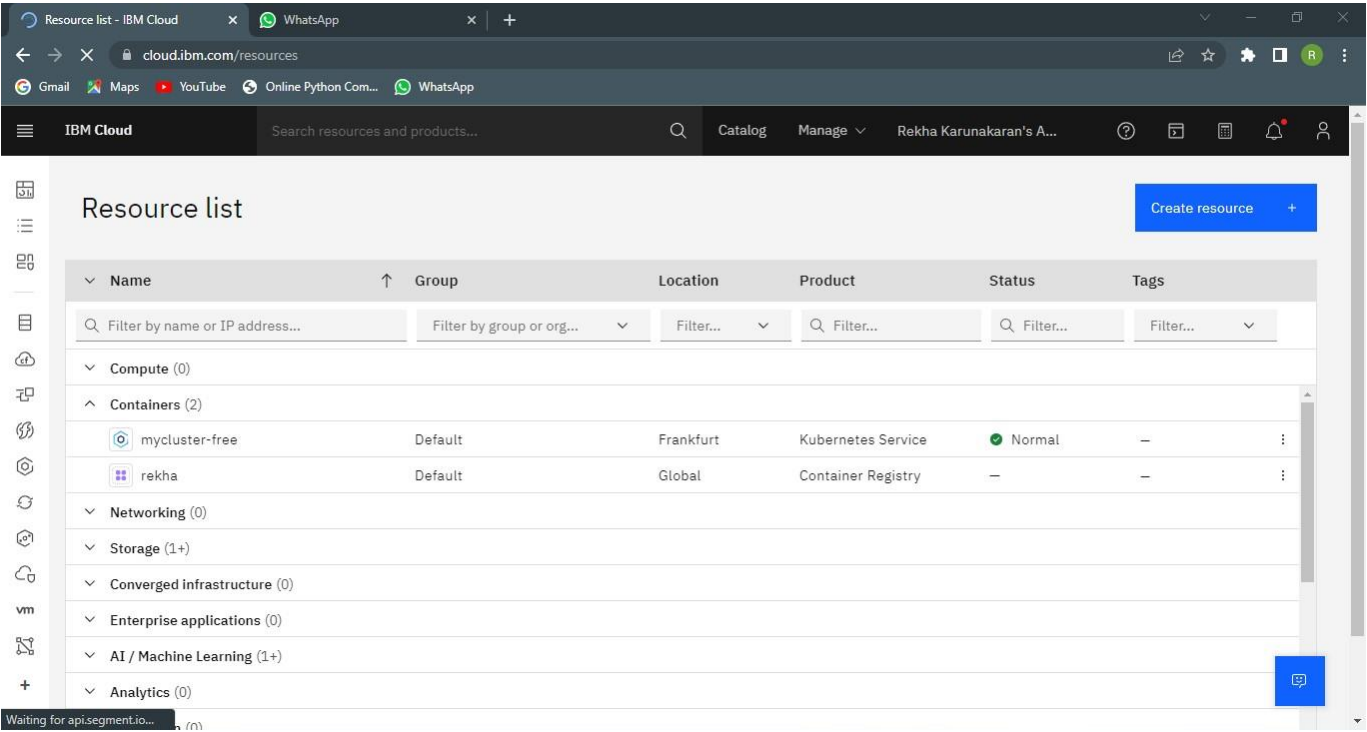 Resource list - IBM Cloud
WhatsApp
cloud.ibm.com/resources
R
Gmail Maps YouTube Online Python Com... WhatsApp
IBM Cloud Search resources and products... Catalog Manage Rekha Karunakaran's A...
Resource list
Create resource +
Name Group Location Product Status Tags
Filter by name or IP address... Filter by group or org... Filter... Filter... Filter... Filter...
Compute (0)
Containers (2)
mycluster-free Default Frankfurt Kubernetes Service Normal –
rekha Default Global Container Registry – –
Networking (0)
Storage (1+)
Converged infrastructure (0)
Enterprise applications (0)
vm
AI / Machine Learning (1+)
Analytics (0)
Waiting for api.segment.io...
(0)